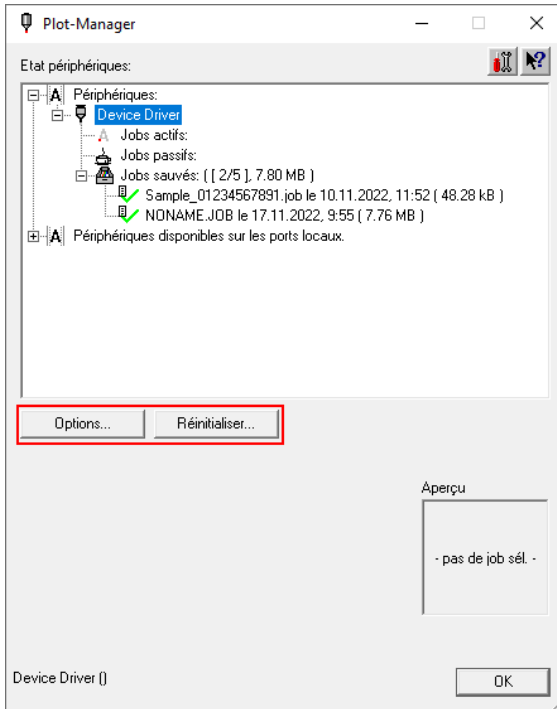 Plot-Manager
Etat périphériques:
Périphériques:
Device Driver
Jobs actifs:
Jobs passifs:
Jobs sauvés: ( [ 2/5 ], 7.80 MB )
Sample_01234567891.job le 10.11.2022, 11:52 ( 48.28 kB )
NONAME.JOB le 17.11.2022, 9:55 ( 7.76 MB )
Périphériques disponibles sur les ports locaux.
Options... Réinitialiser...
Aperçu
- pas de job sél. -
Device Driver ()
OK